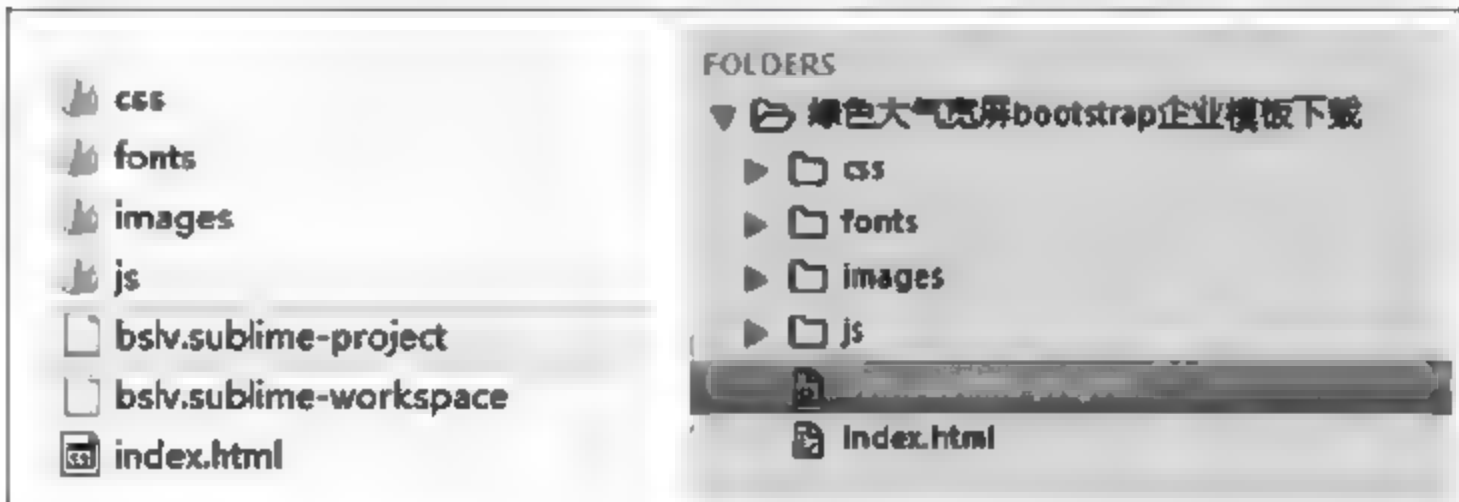 css
fonts
images
js
bslv.sublime-project
bslv.sublime-workspace
index.html
FOLDERS
绿色大气宽屏bootstrap企业模板下载
css
fonts
images
js
index.html